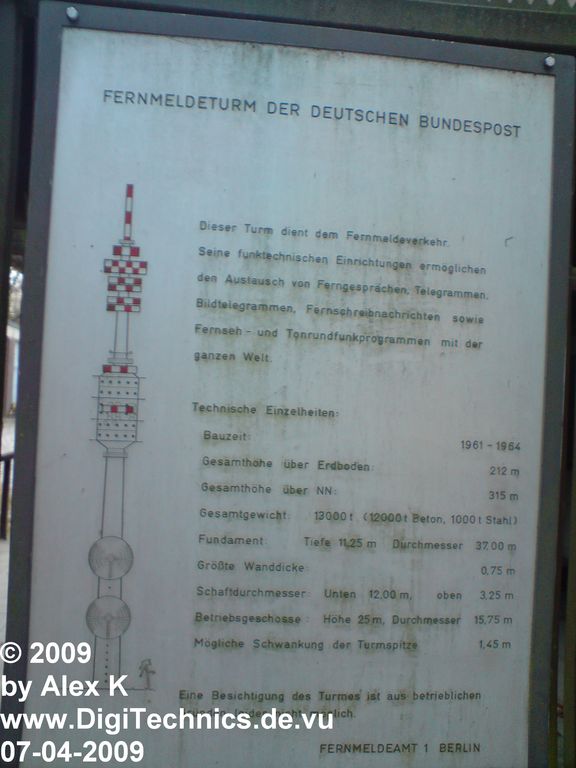 FERNMELDETURM DER DEUTSCHEN BUNDESPOST
Dieser Turm dient dem Fernmeldeverkehr.
Seine funktechnischen Einrichtungen ermöglichen
den Austausch von Ferngesprächen, Telegrammen,
Bildtelegrammen, Fernschreibnachrichten sowie
Fernseh- und Tonrundfunkprogrammen mit der
ganzen Welt.
Technische Einzelheiten:
Bauzeit: 1961 - 1964
Gesamthöhe über Erdboden: 212 m
Gesamthöhe über NN: 315 m
Gesamtgewicht: 13000 t (12000 t Beton, 1000 t Stahl)
Fundament: Tiefe 11,25 m Durchmesser 37,00 m
Größte Wanddicke: 0,75 m
Schaftdurchmesser: Unten 12,00 m, oben 3,25 m
Betriebsgeschosse: Höhe 25 m, Durchmesser 15,75 m
Mögliche Schwankung der Turmspitze 1,45 m
Eine Besichtigung des Turmes ist aus betrieblichen
Gründen leider nicht möglich.
FERNMELDEAMT 1 BERLIN
© 2009
by Alex K
www.DigiTechnics.de.vu
07-04-2009